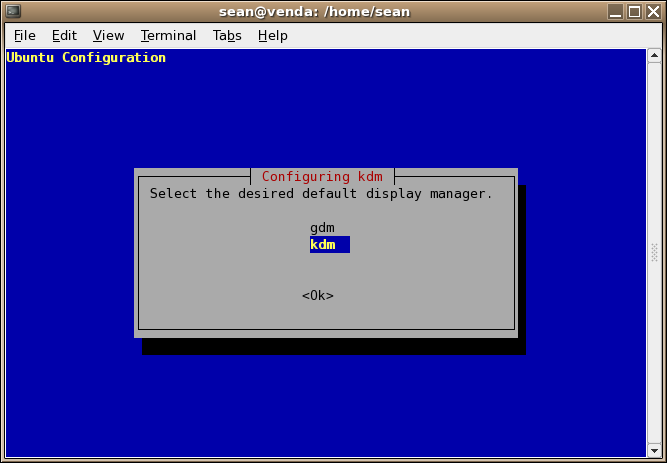 sean@venda: /home/sean
File Edit View Terminal Tabs Help
Ubuntu Configuration
Configuring kdm
Select the desired default display manager.
gdm
kdm
<Ok>